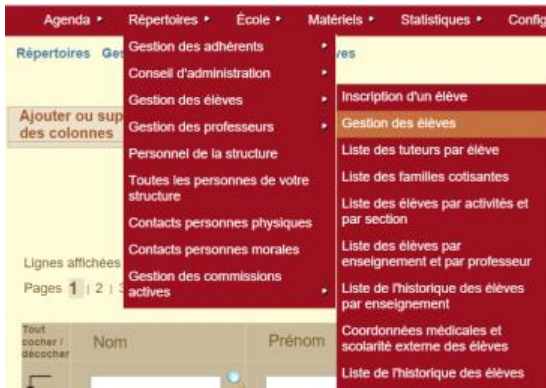 Agenda Répertoires École Matériels Statistiques Config
Répertoires Ges
ves
Gestion des adhérents
Conseil d'administration
Gestion des élèves
Gestion des professeurs
Personnel de la structure
Toutes les personnes de votre
structure
Contacts personnes physiques
Contacts personnes morales
Gestion des commissions
actives
Inscription d'un élève
Gestion des élèves
Liste des tuteurs par élève
Liste des familles cotisantes
Liste des élèves par activités et
par section
Liste des élèves par
enseignement et par professeur
Liste de l'historique des élèves
par enseignement
Coordonnées médicales et
scolarité externe des élèves
Liste de l'historique des élèves
Ajouter ou sup
des colonnes
Lignes affichées
Pages 1 | 2 | 3
Tout
cocher /
décocher
Nom
Prénom